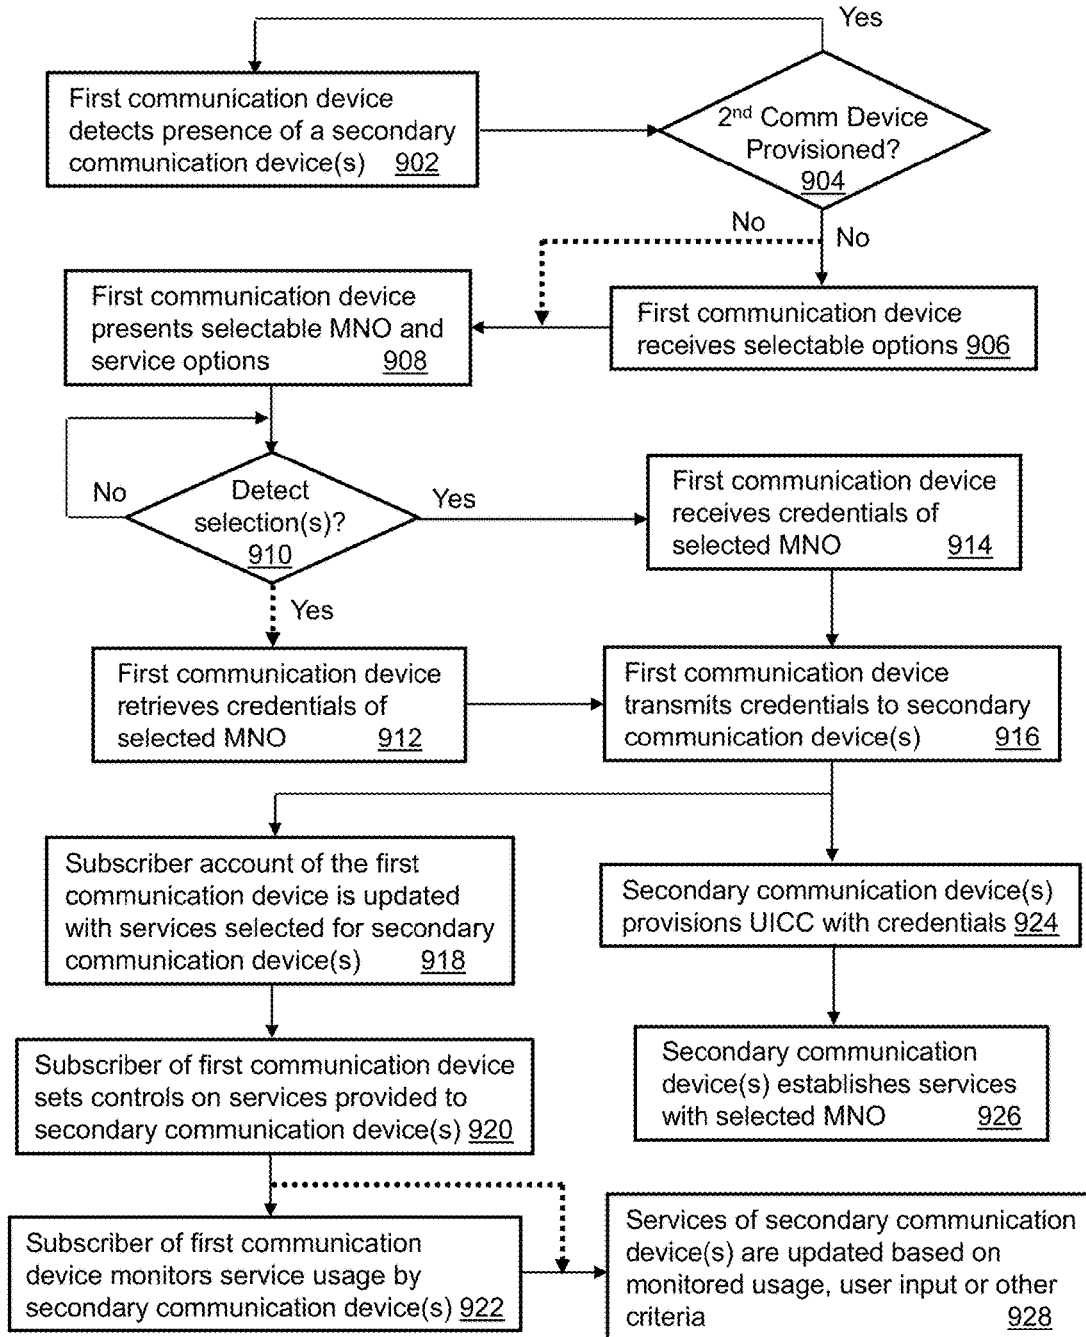 Yes
First communication device
detects presence of a secondary
communication device(s) 902
2nd Comm Device
Provisioned?
904
No
No
First communication device
presents selectable MNO and
service options 908
First communication device
receives selectable options 906
No
Detect
selection(s)?
910
Yes
First communication device
receives credentials of
selected MNO 914
Yes
First communication device
retrieves credentials of
selected MNO 912
First communication device
transmits credentials to secondary
communication device(s) 916
Subscriber account of the first
communication device is updated
with services selected for secondary
communication device(s) 918
Secondary communication device(s)
provisions UICC with credentials 924
Subscriber of first communication device
sets controls on services provided to
secondary communication device(s) 920
Secondary communication
device(s) establishes services
with selected MNO 926
Subscriber of first communication
device monitors service usage by
secondary communication device(s) 922
Services of secondary communication
device(s) are updated based on
monitored usage, user input or other
criteria 928